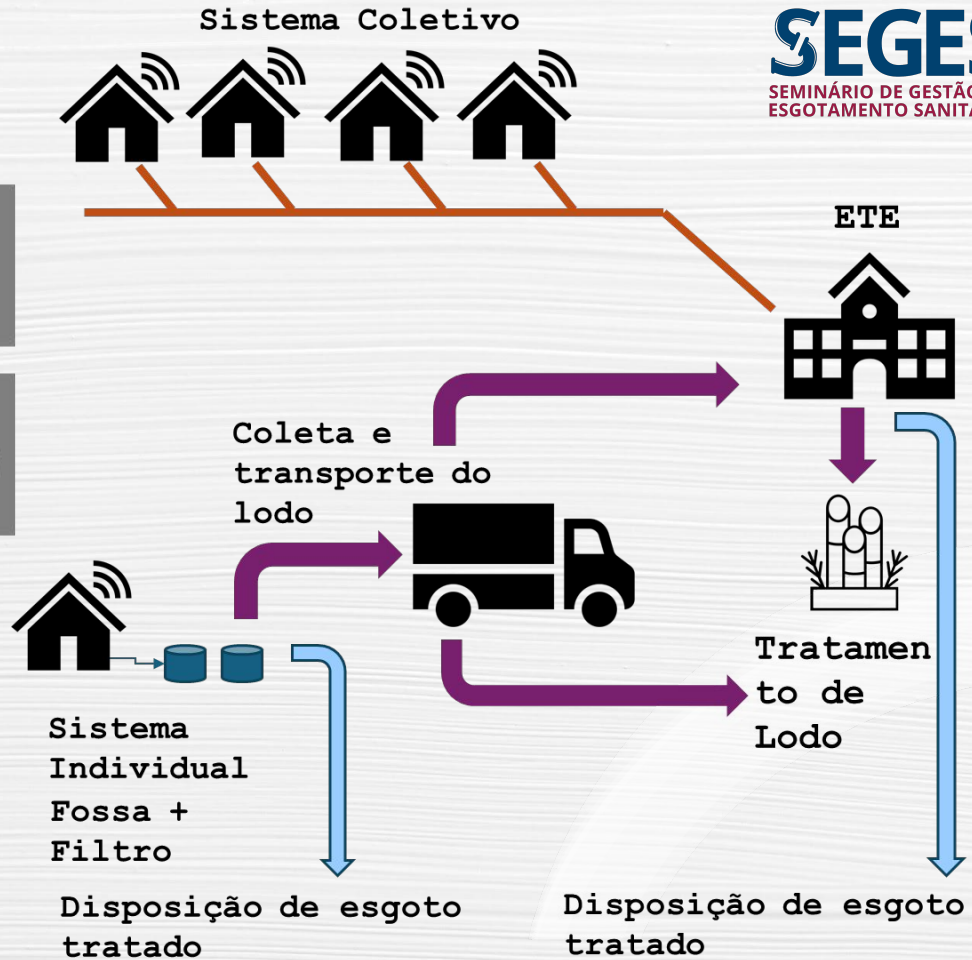 Sistema Coletivo
SEGES
SEMINÁRIO DE GESTÃO
ESGOTAMENTO SANITÁ
ETE
Coleta e
transporte do
lodo
Tratamen
to de
Lodo
Sistema
Individual
Fossa +
Filtro
Disposição de esgoto
tratado
Disposição de esgoto
tratado